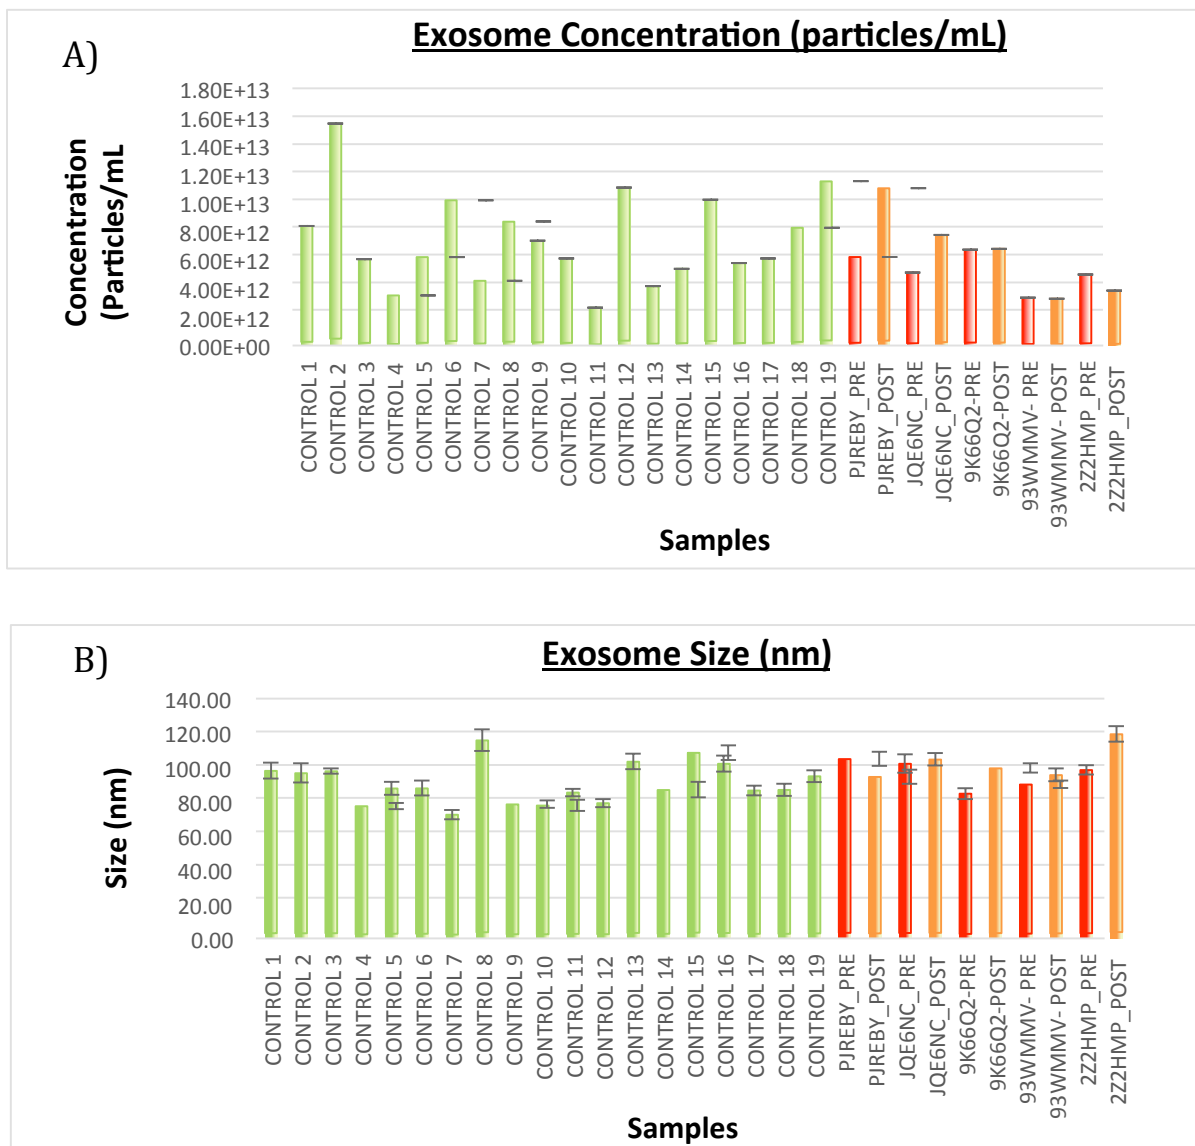 A)
Exosome Concentration (particles/mL)
Concentration
(Particles/mL
1.80E+13
1.60E+13
1.40E+13
1.20E+13
1.00E+13
8.00E+12
6.00E+12
4.00E+12
2.00E+12
0.00E+00
CONTROL 1
CONTROL 2
CONTROL 3
CONTROL 4
CONTROL 5
CONTROL 6
CONTROL 7
CONTROL 8
CONTROL 9
CONTROL 10
CONTROL 11
CONTROL 12
CONTROL 13
CONTROL 14
CONTROL 15
CONTROL 16
CONTROL 17
CONTROL 18
CONTROL 19
PJREBY_PRE
PJREBY_POST
JQE6NC_PRE
JQE6NC_POST
9K66Q2-PRE
9K66Q2-POST
93WMMV- PRE
93WMMV- POST
2Z2HMP_PRE
2Z2HMP_POST
Samples
B)
Exosome Size (nm)
Size (nm)
140.00
120.00
100.00
80.00
60.00
40.00
20.00
0.00
CONTROL 1
CONTROL 2
CONTROL 3
CONTROL 4
CONTROL 5
CONTROL 6
CONTROL 7
CONTROL 8
CONTROL 9
CONTROL 10
CONTROL 11
CONTROL 12
CONTROL 13
CONTROL 14
CONTROL 15
CONTROL 16
CONTROL 17
CONTROL 18
CONTROL 19
PJREBY_PRE
PJREBY_POST
JQE6NC_PRE
JQE6NC_POST
9K66Q2-PRE
9K66Q2-POST
93WMMV- PRE
93WMMV- POST
2Z2HMP_PRE
2Z2HMP_POST
Samples